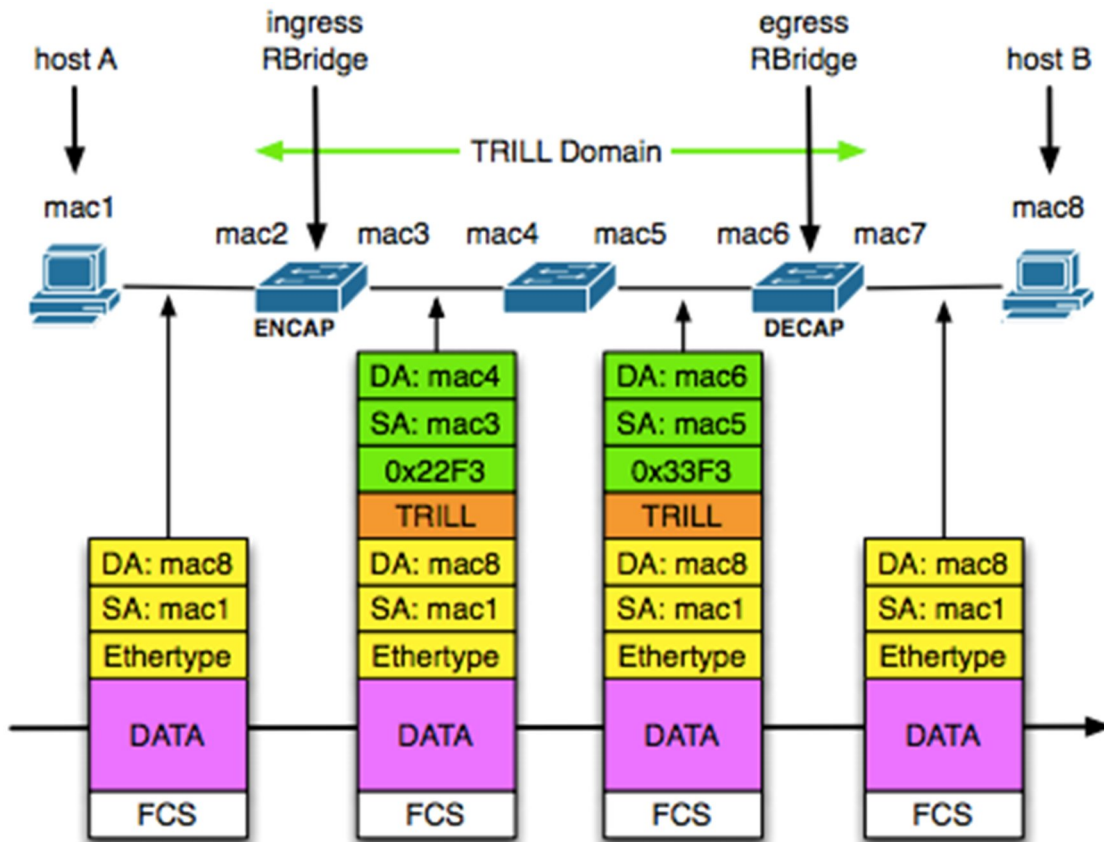 host A
ingress
RBridge
egress
RBridge
host B
TRILL Domain
mac1
mac2
mac3
mac4
mac5
mac6
mac7
mac8
ENCAP
DECAP
DA: mac8
SA: mac1
Ethertype
DATA
FCS
DA: mac4
SA: mac3
0x22F3
TRILL
DA: mac8
SA: mac1
Ethertype
DATA
FCS
DA: mac6
SA: mac5
0x33F3
TRILL
DA: mac8
SA: mac1
Ethertype
DATA
FCS
DA: mac8
SA: mac1
Ethertype
DATA
FCS